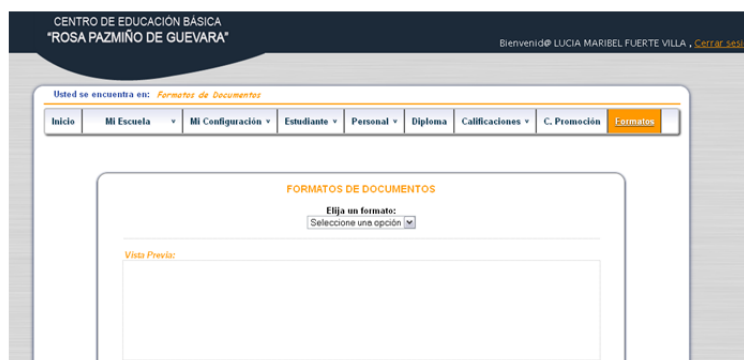 CENTRO DE EDUCACIÓN BÁSICA
“ROSA PAZMIÑO DE GUEVARA”
Bienvenid@ LUCIA MARIBEL FUERTE VILLA , Cerrar sesi
Usted se encuentra en: Formatos de Documentos
Inicio Mi Escuela Mi Configuración Estudiante Personal Diploma Calificaciones C. Promoción Formatos
FORMATOS DE DOCUMENTOS
Elija un formato:
Seleccione una opción
Vista Previa: